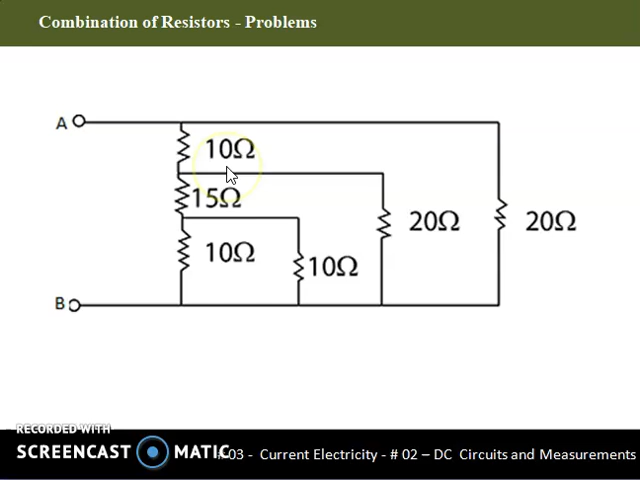 Combination of Resistors - Problems
A
10Ω
15Ω
10Ω
10Ω
20Ω
20Ω
B
RECORDED WITH
SCREENCAST MATIC
# 03 - Current Electricity - # 02 – DC Circuits and Measurements